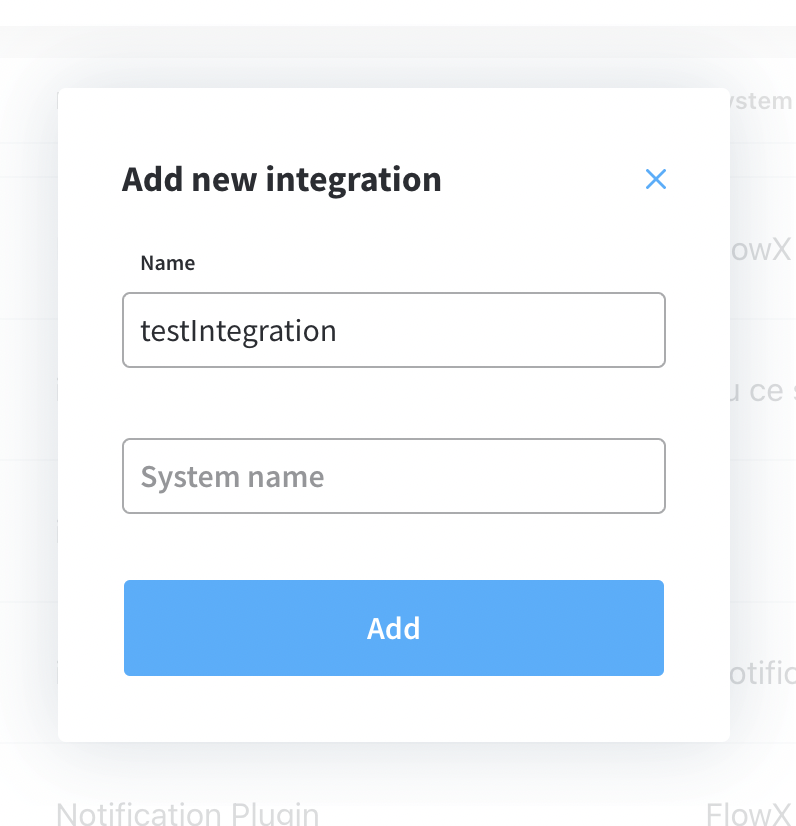 ystem
Add new integration
Name
owX
testIntegration
u ce
System name
Add
otific
Notification Plugin
FlowX